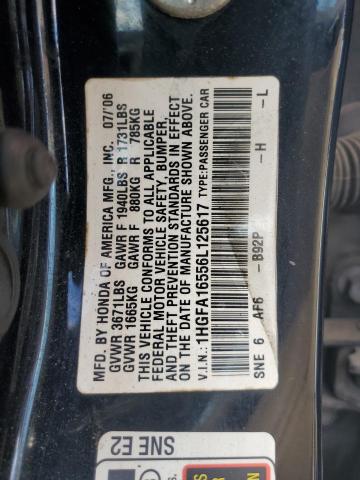 MFD. BY HONDA OF AMERICA MFG., INC. 07/06
GVWR 3671LBS GAWR F 1940LBS R 1731LBS
GVWR 1665KG GAWR F 880KG R 785KG
THIS VEHICLE CONFORMS TO ALL APPLICABLE
FEDERAL MOTOR VEHICLE SAFETY, BUMPER,
AND THEFT PREVENTION STANDARDS IN EFFECT
ON THE DATE OF MANUFACTURE SHOWN ABOVE.
V.I.N.: 1HGFA16556L125617 TYPE:PASSENGER CAR
SNE 6 AF6 - B92P - H - L
SNE E2